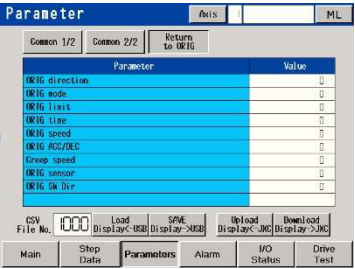 Parameter Axis 1 ML
Common 1/2 Common 2/2 Return
to ORIG
Parameter Value
ORIG direction 0
ORIG mode 0
ORIG limit 0
ORIG time 0
ORIG speed 0
ORIG ACC/DEC 0
Creep speed 0
ORIG sensor 0
ORIG SW Dir 0
CSV
File No. 000 Load
Display<-USB SAVE
Display->USB Upload
Display<-JXC Download
Display->JXC
Main Step
Data Parameters Alarm I/O
Status Drive
Test